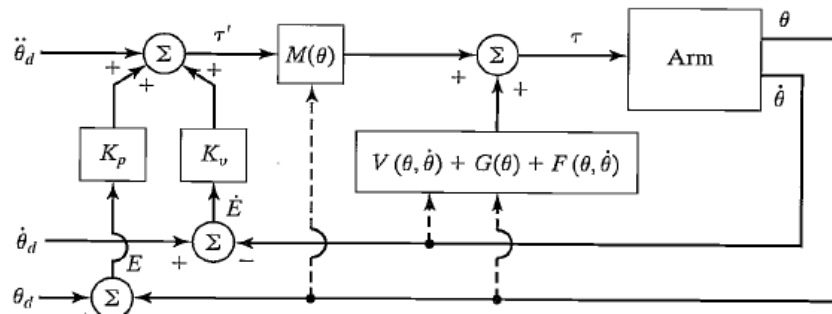 θ̈_d + Σ τ′ M(θ) + Σ τ Arm θ
+ + + θ̇
K_p K_v V(θ, θ̇) + G(θ) + F(θ, θ̇)
Ė
θ̇_d + Σ −
E
θ_d Σ
+